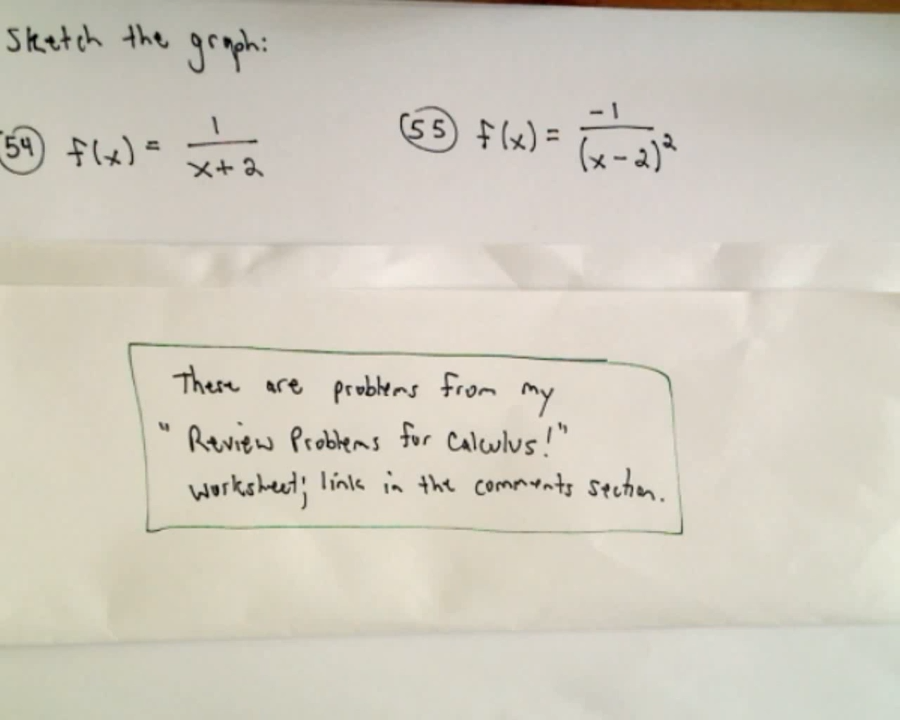 Sketch the graph:
54 f(x) = 1/(x+2)
55 f(x) = -1/(x-2)²
These are problems from my
"Review Problems for Calculus!"
worksheet; link in the comments section.